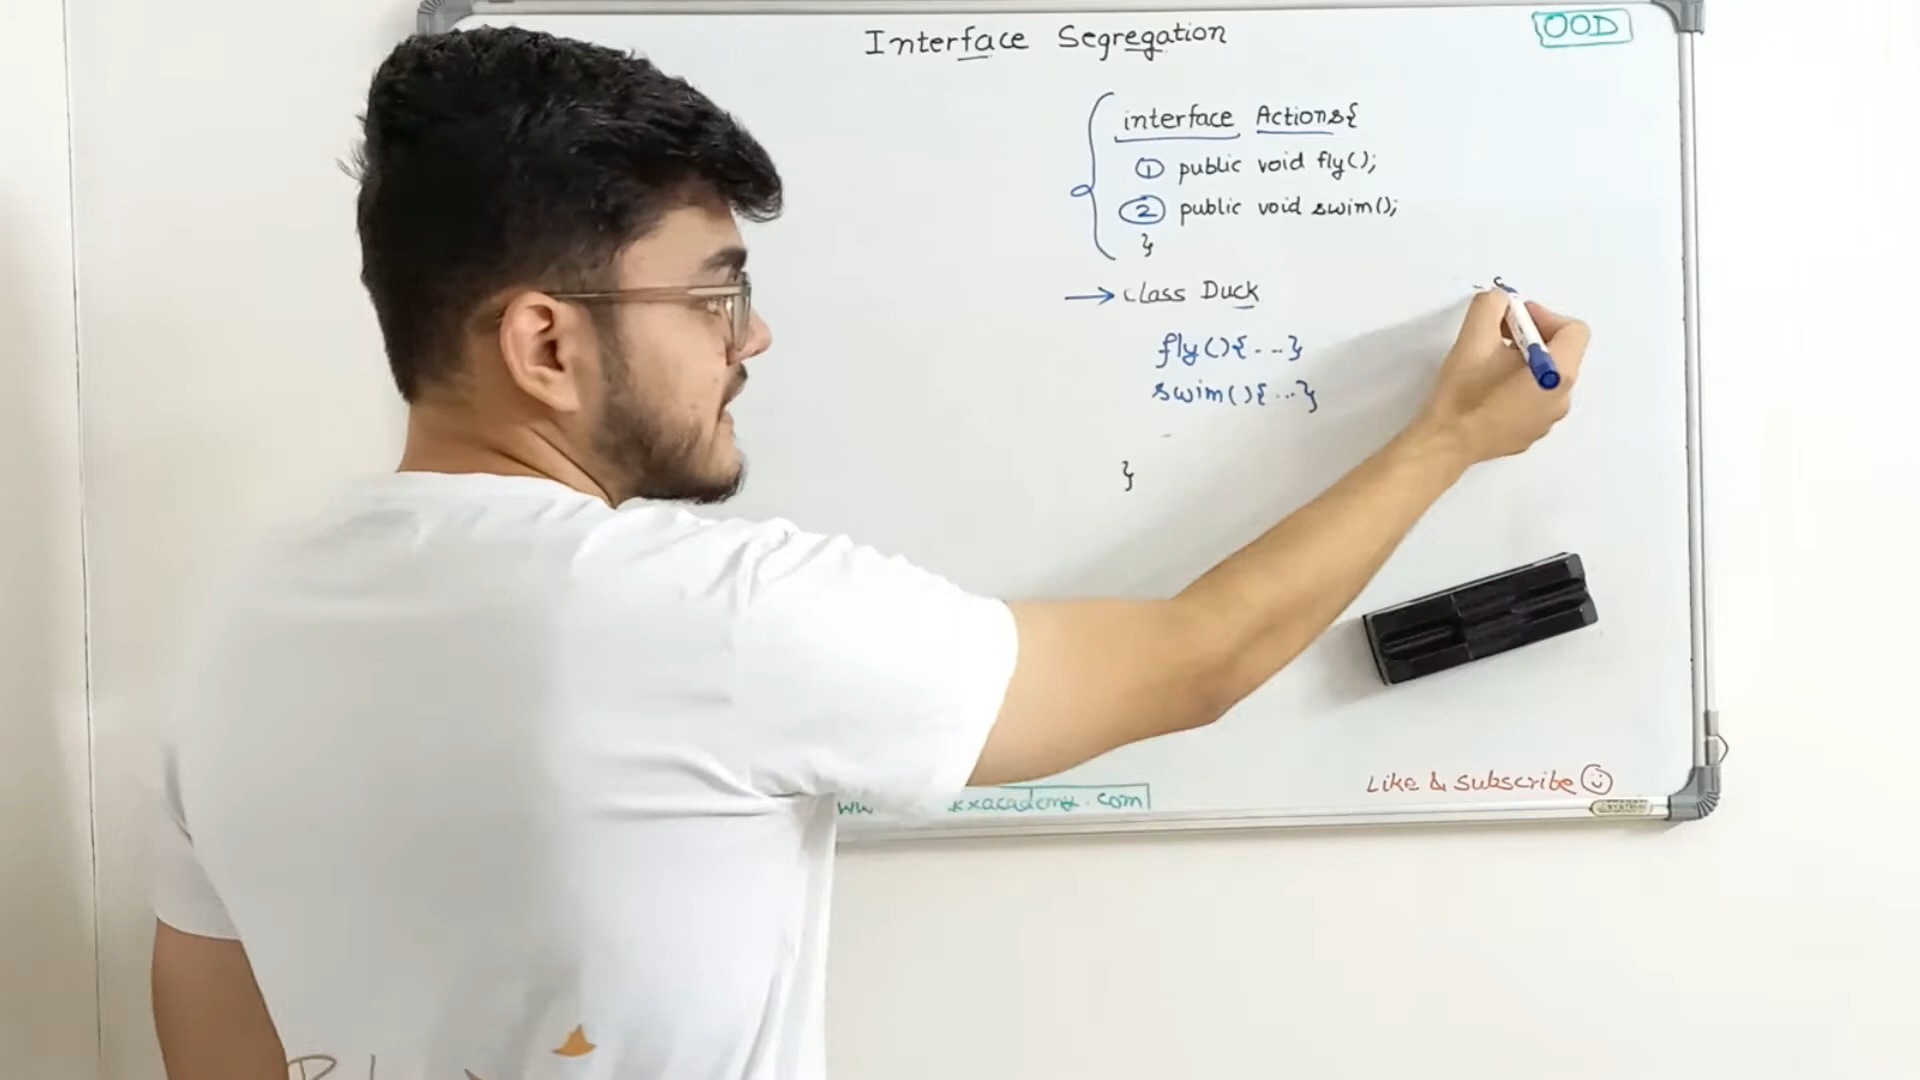 Interface Segregation
OOD
interface Actions{
① public void fly();
② public void swim();
}
→ class Duck
fly(){...}
swim(){...}
}
Like & Subscribe ☺